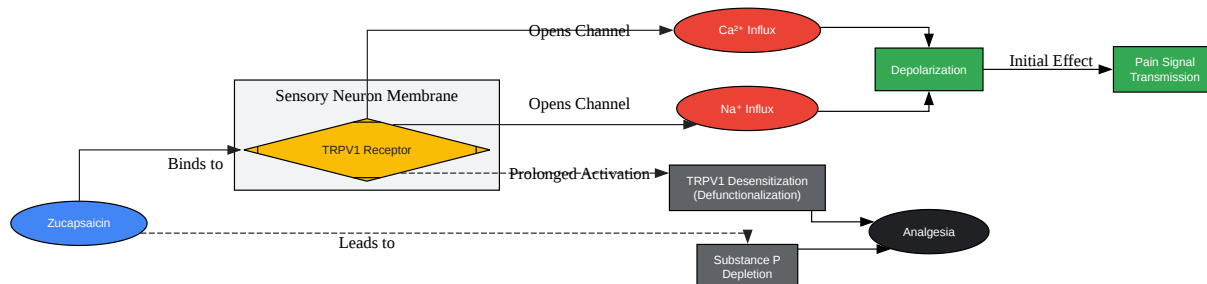 Opens Channel
Ca²⁺ Influx
Depolarization
Initial Effect
Pain Signal
Transmission
Sensory Neuron Membrane
Opens Channel
Na⁺ Influx
TRPV1 Receptor
Binds to
Prolonged Activation
TRPV1 Desensitization
(Defunctionalization)
Zucapsaicin
Leads to
Analgesia
Substance P
Depletion